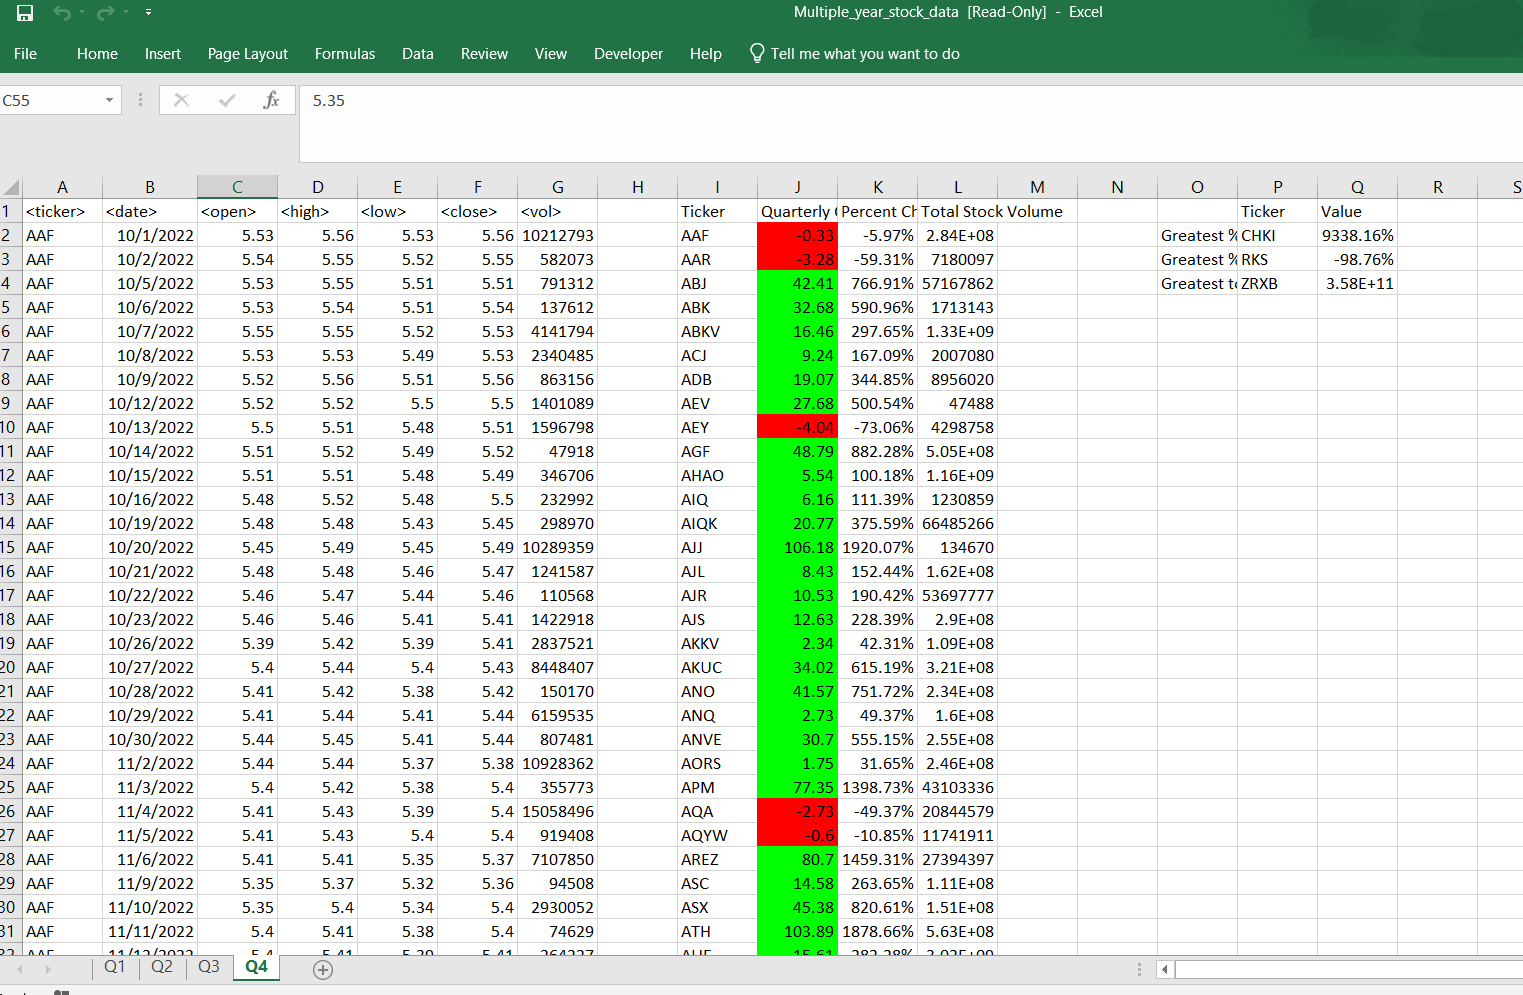 Multiple_year_stock_data [Read-Only] - Excel
File Home Insert Page Layout Formulas Data Review View Developer Help Tell me what you want to do
C55 fx 5.35
A B C D E F G H I J K L M N O P Q R S
1 <ticker> <date> <open> <high> <low> <close> <vol> Ticker Quarterly Percent Ch Total Stock Volume Ticker Value
2 AAF 10/1/2022 5.53 5.56 5.53 5.56 10212793 AAF -0.33 -5.97% 2.84E+08 Greatest % CHKI 9338.16%
3 AAF 10/2/2022 5.54 5.55 5.52 5.55 582073 AAR -3.28 -59.31% 7180097 Greatest % RKS -98.76%
4 AAF 10/5/2022 5.53 5.55 5.51 5.51 791312 ABJ 42.41 766.91% 57167862 Greatest to ZRXB 3.58E+11
5 AAF 10/6/2022 5.53 5.54 5.51 5.54 137612 ABK 32.68 590.96% 1713143
6 AAF 10/7/2022 5.55 5.55 5.52 5.53 4141794 ABKV 16.46 297.65% 1.33E+09
7 AAF 10/8/2022 5.53 5.53 5.49 5.53 2340485 ACJ 9.24 167.09% 2007080
8 AAF 10/9/2022 5.52 5.56 5.51 5.56 863156 ADB 19.07 344.85% 8956020
9 AAF 10/12/2022 5.52 5.52 5.5 5.5 1401089 AEV 27.68 500.54% 47488
10 AAF 10/13/2022 5.5 5.51 5.48 5.51 1596798 AEY -4.04 -73.06% 4298758
11 AAF 10/14/2022 5.51 5.52 5.49 5.52 47918 AGF 48.79 882.28% 5.05E+08
12 AAF 10/15/2022 5.51 5.51 5.48 5.49 346706 AHAO 5.54 100.18% 1.16E+09
13 AAF 10/16/2022 5.48 5.52 5.48 5.5 232992 AIQ 6.16 111.39% 1230859
14 AAF 10/19/2022 5.48 5.48 5.43 5.45 298970 AIQK 20.77 375.59% 66485266
15 AAF 10/20/2022 5.45 5.49 5.45 5.49 10289359 AJJ 106.18 1920.07% 134670
16 AAF 10/21/2022 5.48 5.48 5.46 5.47 1241587 AJL 8.43 152.44% 1.62E+08
17 AAF 10/22/2022 5.46 5.47 5.44 5.46 110568 AJR 10.53 190.42% 53697777
18 AAF 10/23/2022 5.46 5.46 5.41 5.41 1422918 AJS 12.63 228.39% 2.9E+08
19 AAF 10/26/2022 5.39 5.42 5.39 5.41 2837521 AKKV 2.34 42.31% 1.09E+08
20 AAF 10/27/2022 5.4 5.44 5.4 5.43 8448407 AKUC 34.02 615.19% 3.21E+08
21 AAF 10/28/2022 5.41 5.42 5.38 5.42 150170 ANO 41.57 751.72% 2.34E+08
22 AAF 10/29/2022 5.41 5.44 5.41 5.44 6159535 ANQ 2.73 49.37% 1.6E+08
23 AAF 10/30/2022 5.44 5.45 5.41 5.44 807481 ANVE 30.7 555.15% 2.55E+08
24 AAF 11/2/2022 5.44 5.44 5.37 5.38 10928362 AORS 1.75 31.65% 2.46E+08
25 AAF 11/3/2022 5.4 5.42 5.38 5.4 355773 APM 77.35 1398.73% 43103336
26 AAF 11/4/2022 5.41 5.43 5.39 5.4 15058496 AQA -2.73 -49.37% 20844579
27 AAF 11/5/2022 5.41 5.43 5.4 5.4 919408 AQYW -0.6 -10.85% 11741911
28 AAF 11/6/2022 5.41 5.41 5.35 5.37 7107850 AREZ 80.7 1459.31% 27394397
29 AAF 11/9/2022 5.35 5.37 5.32 5.36 94508 ASC 14.58 263.65% 1.11E+08
30 AAF 11/10/2022 5.35 5.4 5.34 5.4 2930052 ASX 45.38 820.61% 1.51E+08
31 AAF 11/11/2022 5.4 5.41 5.38 5.4 74629 ATH 103.89 1878.66% 5.63E+08
Q1 Q2 Q3 Q4